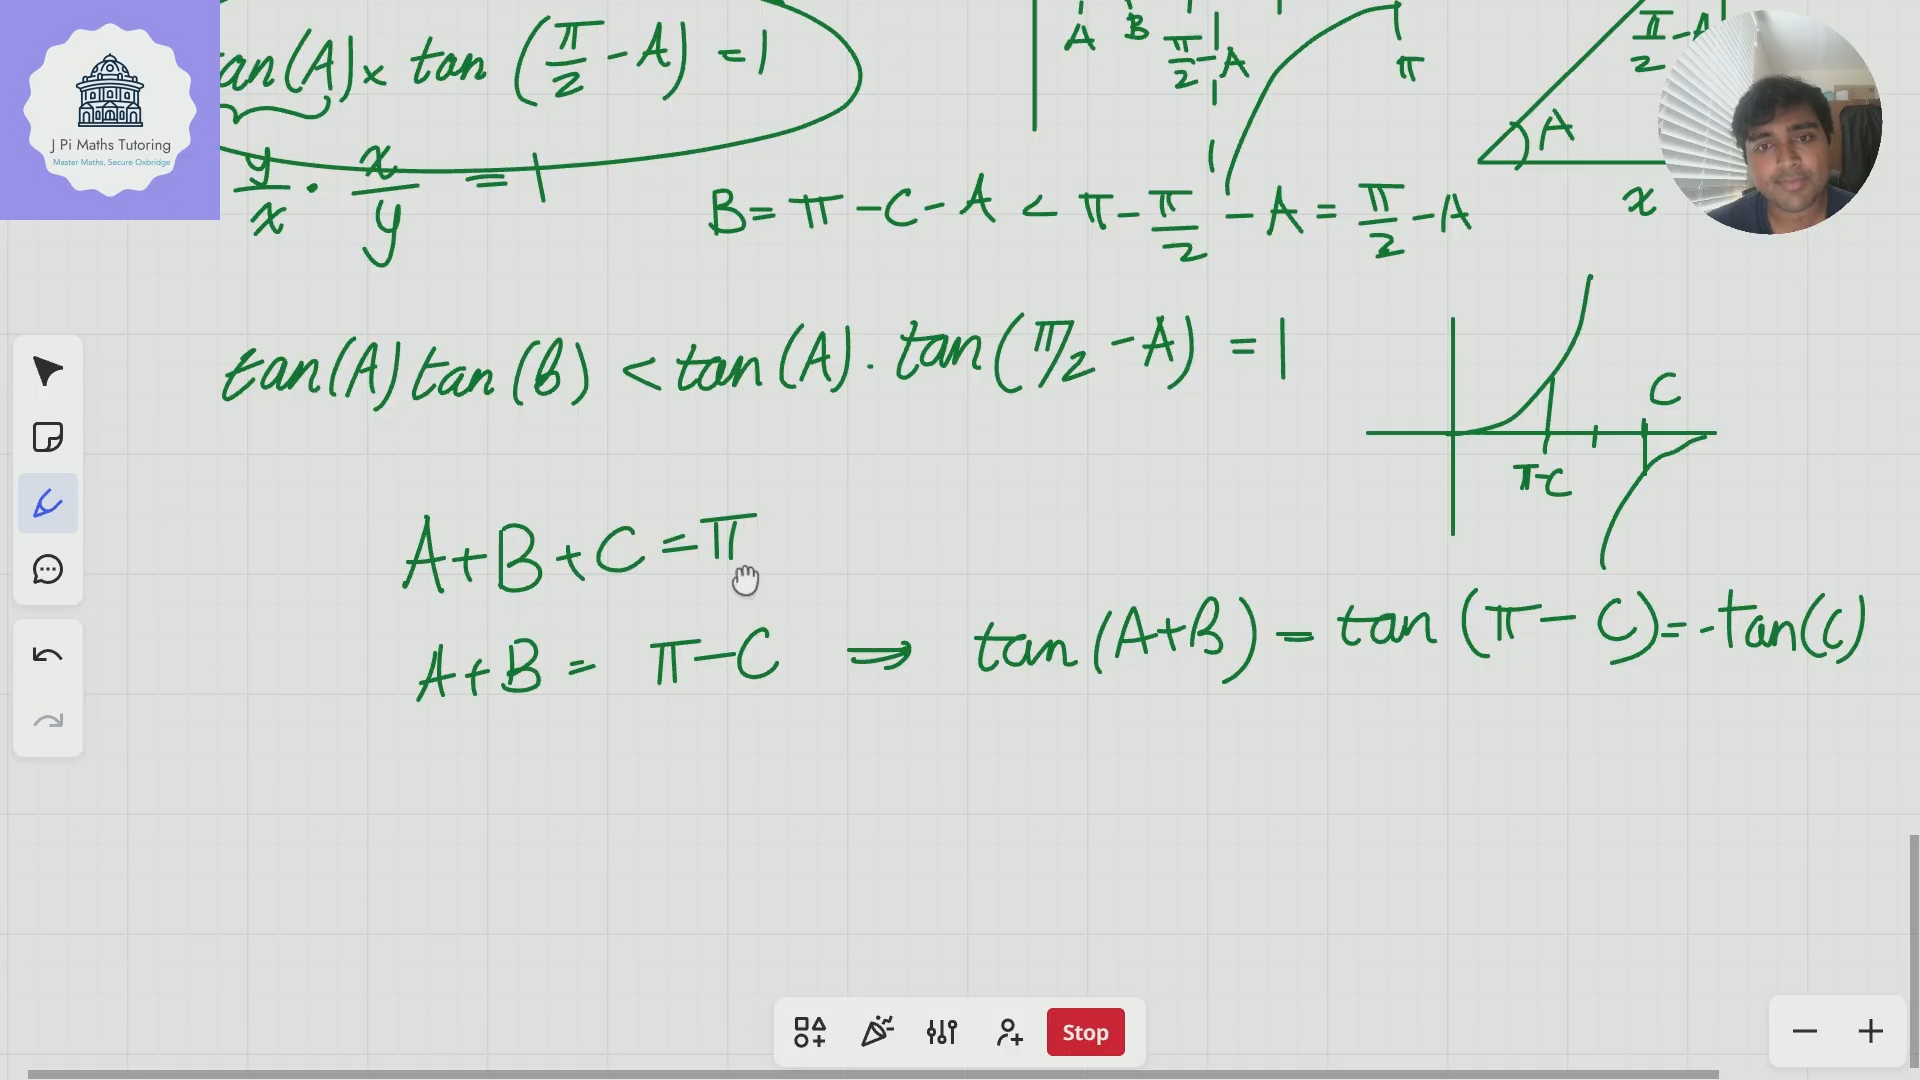 an(A) × tan (π/2 - A) = 1
y/x · x/y = 1
J Pi Maths Tutoring
Master Maths, Secure Oxbridge
A B π/2 - A π
π/2 - A
A
x
B = π - C - A < π - π/2 - A = π/2 - A
tan(A) tan(B) < tan(A) . tan(π/2 - A) = 1
C
π-C
A + B + C = π
A + B = π - C ⇒ tan(A+B) = tan(π - C) = -tan(C)
Stop